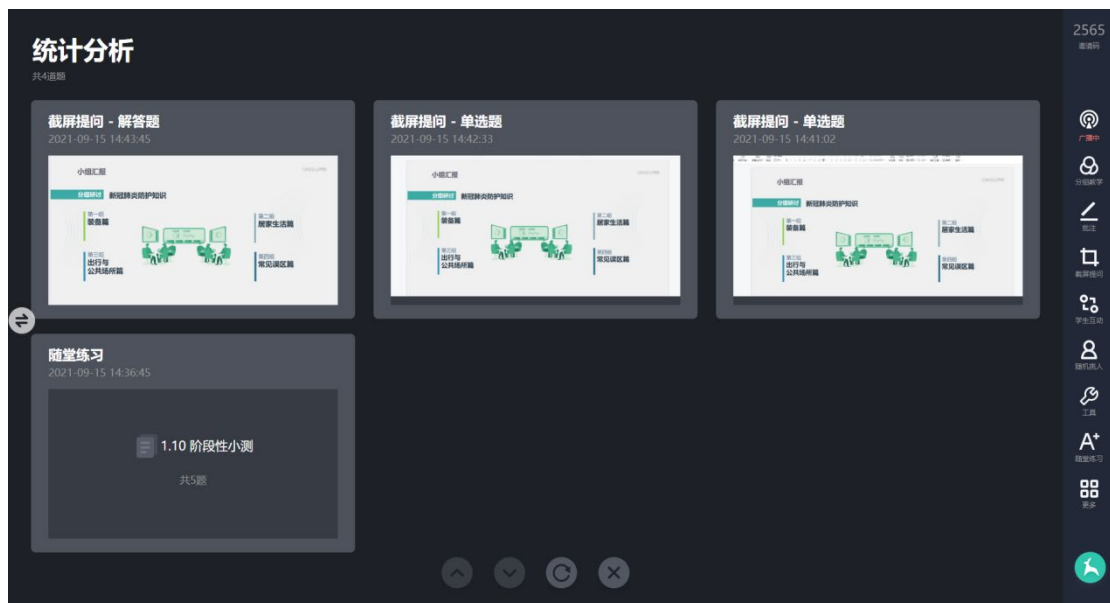 统计分析
共4道题
截屏提问 - 解答题
2021-09-15 14:43:45
小组汇报
分组研讨 新冠肺炎防护知识
第一组
装备篇
第二组
居家生活篇
第三组
出行与
公共场所篇
第四组
常见误区篇
截屏提问 - 单选题
2021-09-15 14:42:33
小组汇报
分组研讨 新冠肺炎防护知识
第一组
装备篇
第二组
居家生活篇
第三组
出行与
公共场所篇
第四组
常见误区篇
截屏提问 - 单选题
2021-09-15 14:41:02
小组汇报
分组研讨 新冠肺炎防护知识
第一组
装备篇
第二组
居家生活篇
第三组
出行与
公共场所篇
第四组
常见误区篇
随堂练习
2021-09-15 14:36:45
1.10 阶段性小测
共5题
2565
邀请码
广播中
分组教学
批注
截屏提问
学生互动
随机挑人
工具
A+
随堂练习
更多